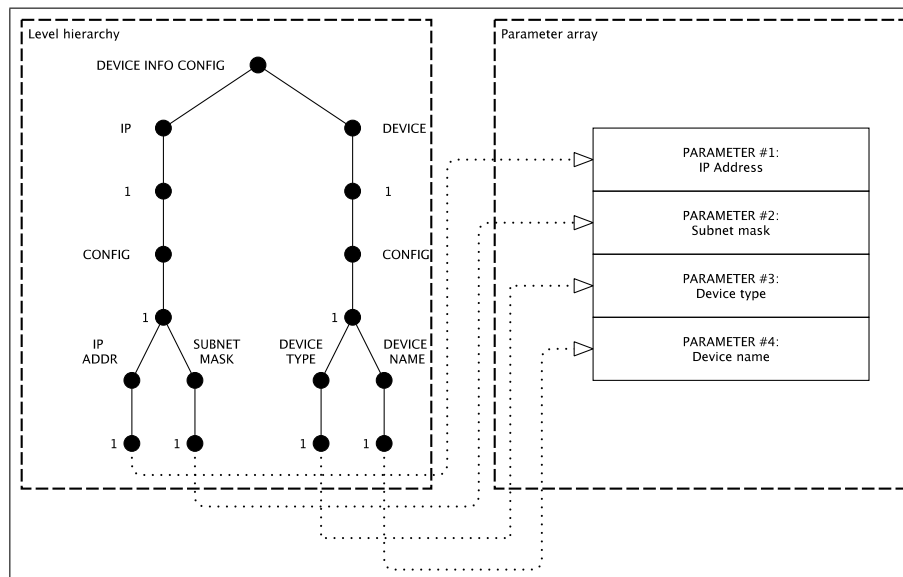 Level hierarchy
DEVICE INFO CONFIG
IP
DEVICE
1
1
CONFIG
CONFIG
1
1
IP
ADDR
SUBNET
MASK
DEVICE
TYPE
DEVICE
NAME
1
1
1
1
Parameter array
PARAMETER #1:
IP Address
PARAMETER #2:
Subnet mask
PARAMETER #3:
Device type
PARAMETER #4:
Device name